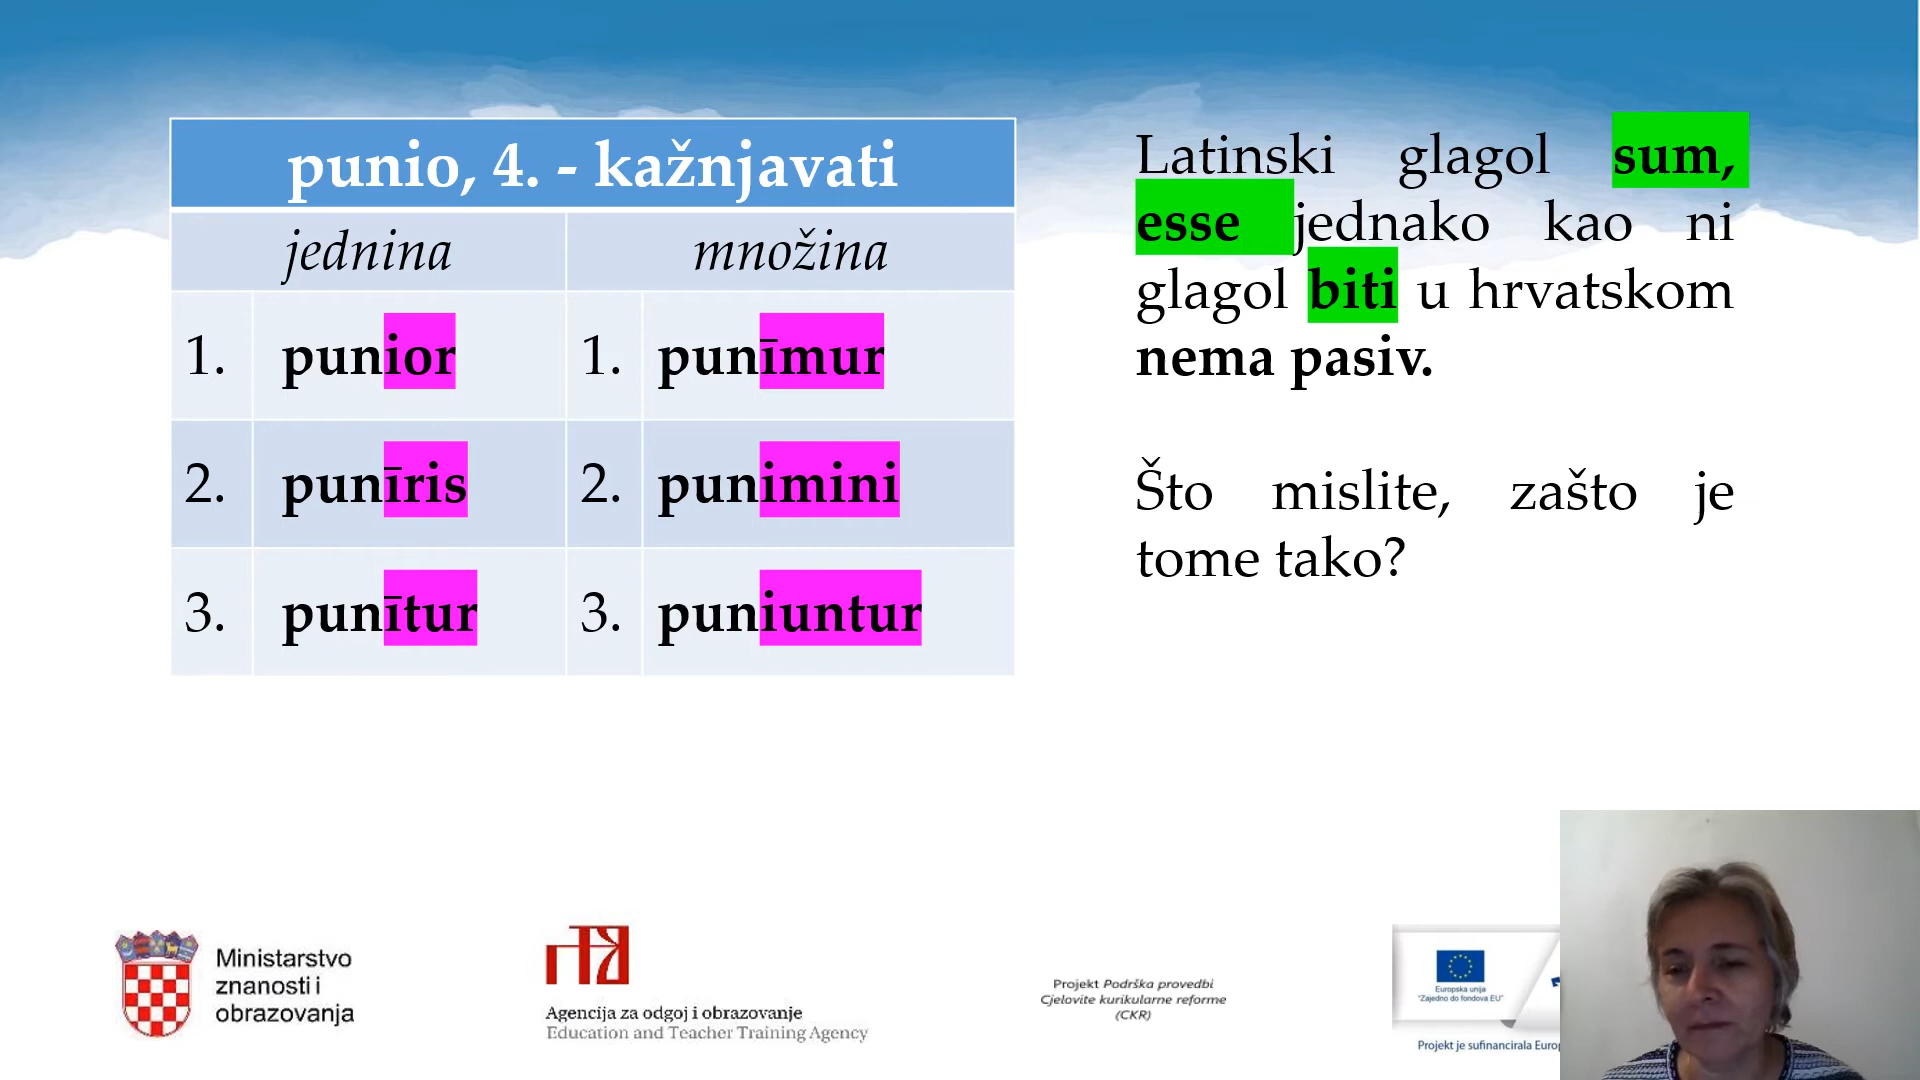 punio, 4. - kažnjavati
jednina množina
1. punior 1. punīmur
2. punīris 2. punimini
3. punītur 3. puniuntur
Latinski glagol sum,
esse jednako kao ni
glagol biti u hrvatskom
nema pasiv.
Što mislite, zašto je
tome tako?
Ministarstvo
znanosti i
obrazovanja
Agencija za odgoj i obrazovanje
Education and Teacher Training Agency
Projekt Podrška provedbi
Cjelovite kurikularne reforme
(CKR)
Europska unija
"Zajedno do fondova EU"
Projekt je sufinancirala